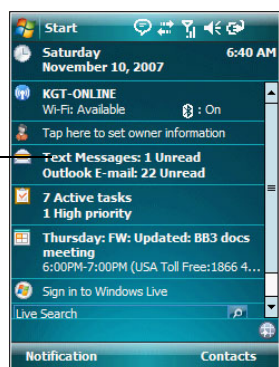 Start
Saturday 6:40 AM
November 10, 2007
KGT-ONLINE
Wi-Fi: Available : On
Tap here to set owner information
Text Messages: 1 Unread
Outlook E-mail: 22 Unread
7 Active tasks
1 High priority
Thursday: FW: Updated: BB3 docs
meeting
6:00PM-7:00PM (USA Toll Free:1866 4...
Sign in to Windows Live
Live Search
Notification Contacts